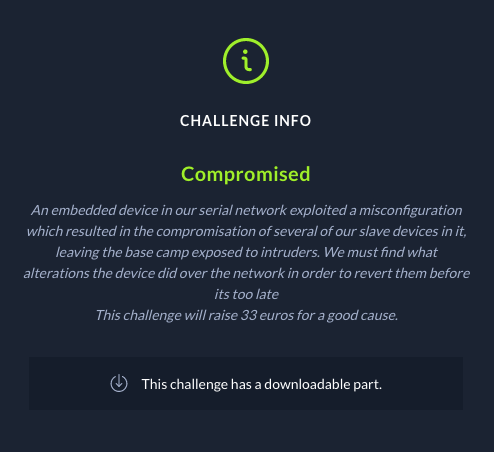 CHALLENGE INFO
Compromised
An embedded device in our serial network exploited a misconfiguration
which resulted in the compromisation of several of our slave devices in it,
leaving the base camp exposed to intruders. We must find what
alterations the device did over the network in order to revert them before
its too late
This challenge will raise 33 euros for a good cause.
This challenge has a downloadable part.